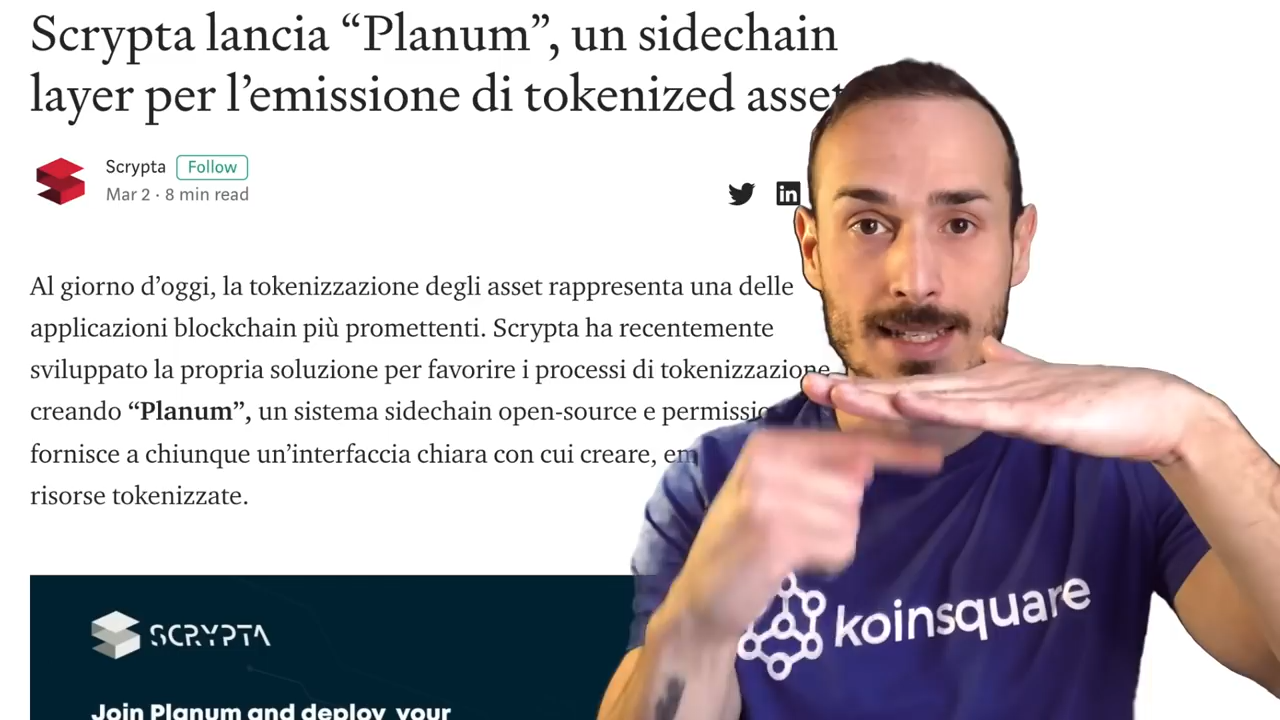 Scrypta lancia “Planum”, un sidechain
layer per l’emissione di tokenized asset
Scrypta Follow
Mar 2 · 8 min read
in
Al giorno d’oggi, la tokenizzazione degli asset rappresenta una delle
applicazioni blockchain più promettenti. Scrypta ha recentemente
sviluppato la propria soluzione per favorire i processi di tokenizzazione
creando “Planum”, un sistema sidechain open-source e
fornisce a chiunque un’interfaccia chiara con cui creare,
risorse tokenizzate.
SCRYPTA
Join Planum and deploy your
koinsquare